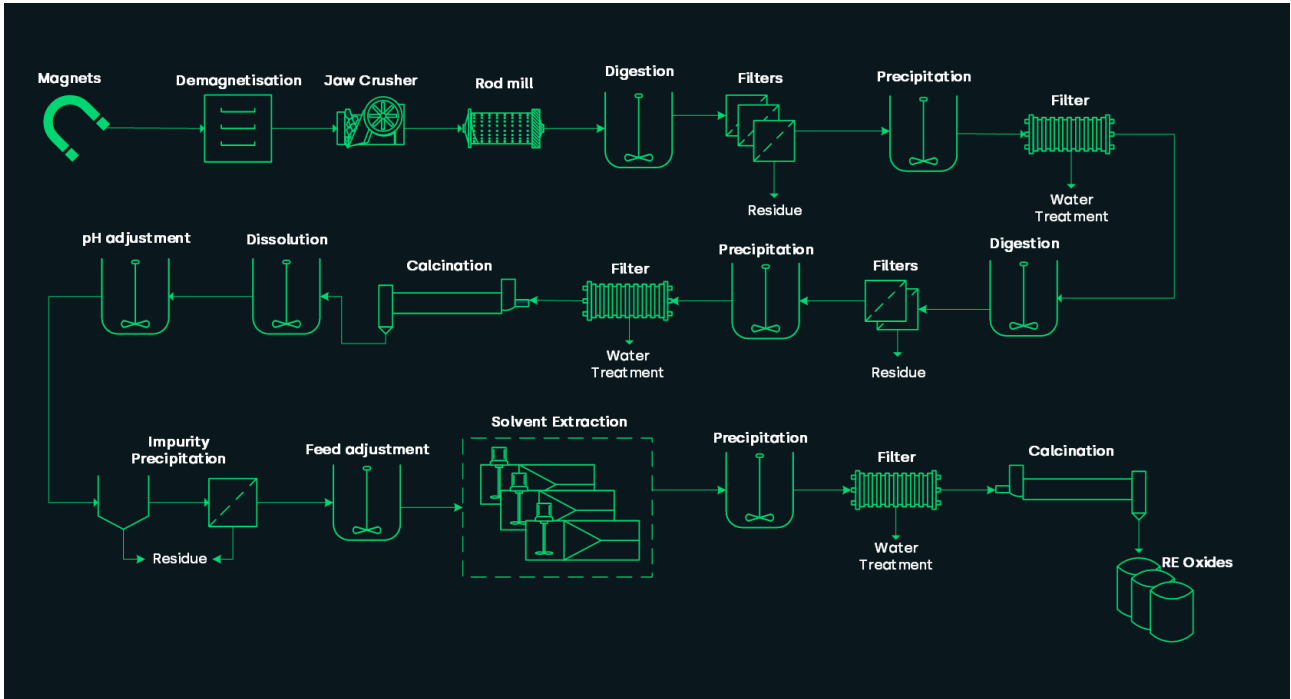 Magnets
Demagnetisation
Jaw Crusher
Rod mill
Digestion
Filters
Precipitation
Filter
Residue
Water
Treatment
pH adjustment
Dissolution
Calcination
Filter
Precipitation
Filters
Digestion
Water
Treatment
Residue
Impurity
Precipitation
Feed adjustment
Solvent Extraction
Precipitation
Filter
Calcination
Residue
Water
Treatment
RE Oxides